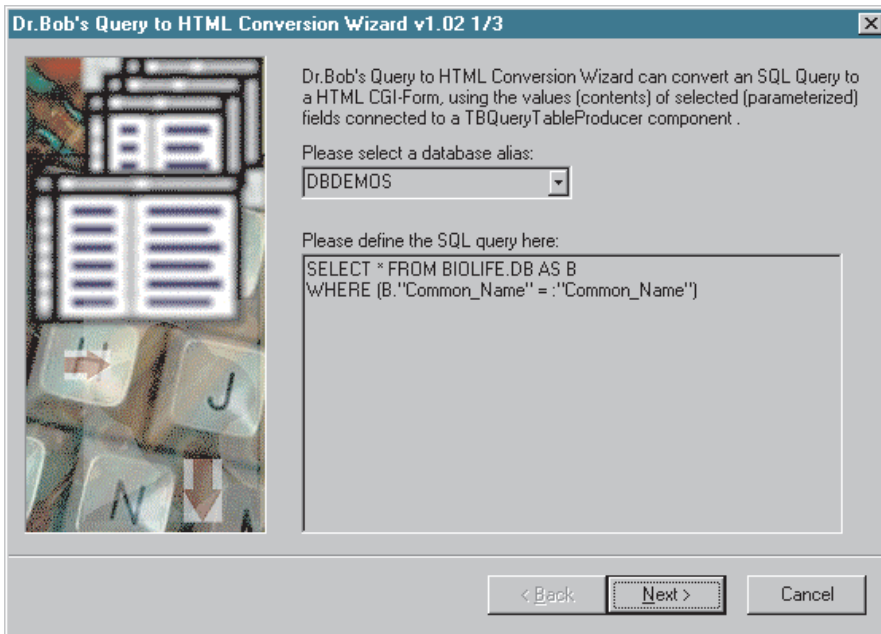 Dr.Bob's Query to HTML Conversion Wizard v1.02 1/3
Dr.Bob's Query to HTML Conversion Wizard can convert an SQL Query to
a HTML CGI-Form, using the values (contents) of selected (parameterized)
fields connected to a TBQueryTableProducer component .
Please select a database alias:
DBDEMOS
Please define the SQL query here:
SELECT * FROM BIOLIFE.DB AS B
WHERE (B."Common_Name" = :"Common_Name")
H
J
N
< Back
Next >
Cancel